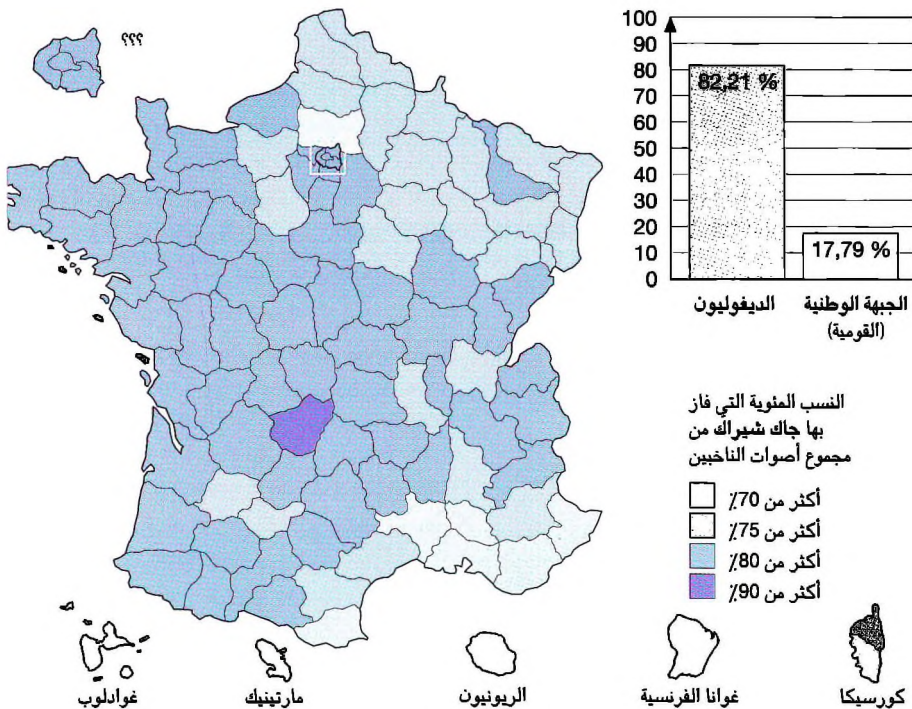 ؟؟؟
100
90
80
70
60
50
40
30
20
10
0
82,21 %
17,79 %
الديغوليون
الجبهة الوطنية
(القومية)
النسب المئوية التي فاز
بها جاك شيراك من
مجموع أصوات الناخبين
أكثر من 70٪
أكثر من 75٪
أكثر من 80٪
أكثر من 90٪
غوادلوب
مارتينيك
الريونيون
غوانا الفرنسية
كورسيكا